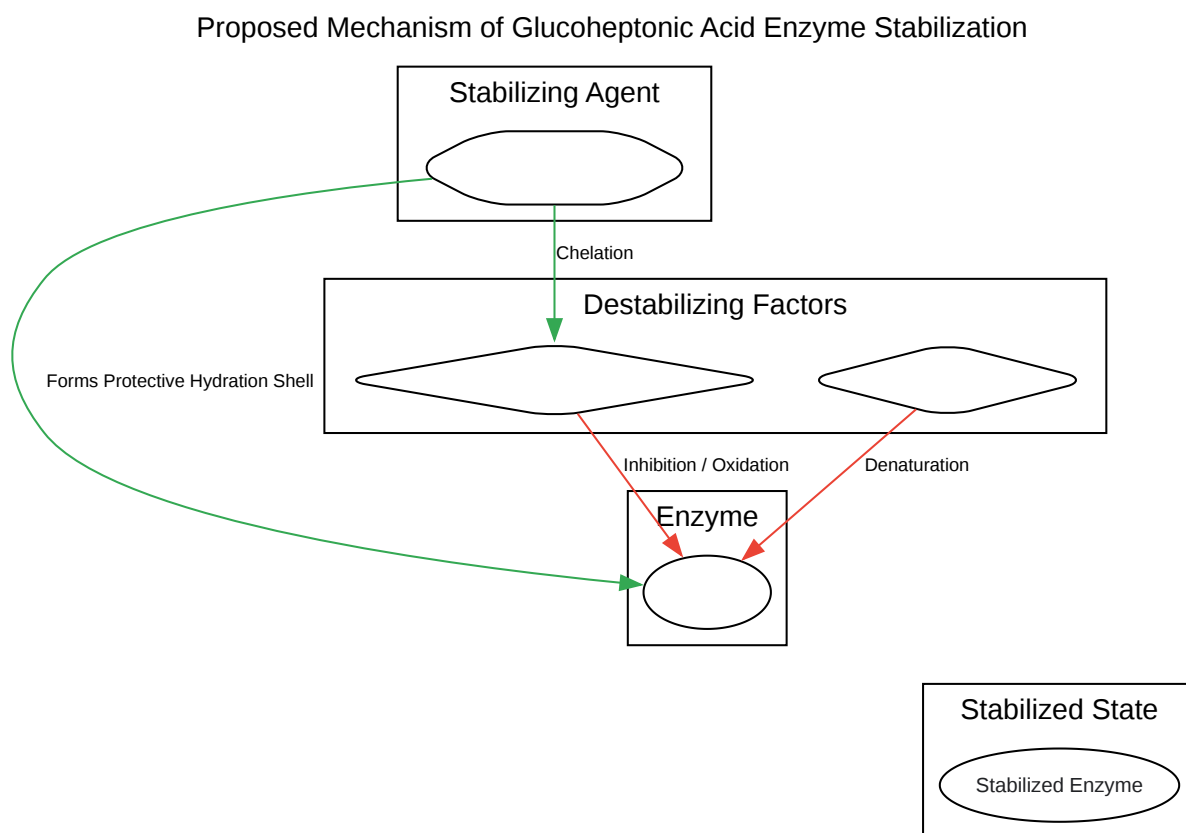 Proposed Mechanism of Glucoheptonic Acid Enzyme Stabilization
Stabilizing Agent
Chelation
Destabilizing Factors
Forms Protective Hydration Shell
Inhibition / Oxidation
Denaturation
Enzyme
Stabilized State
Stabilized Enzyme